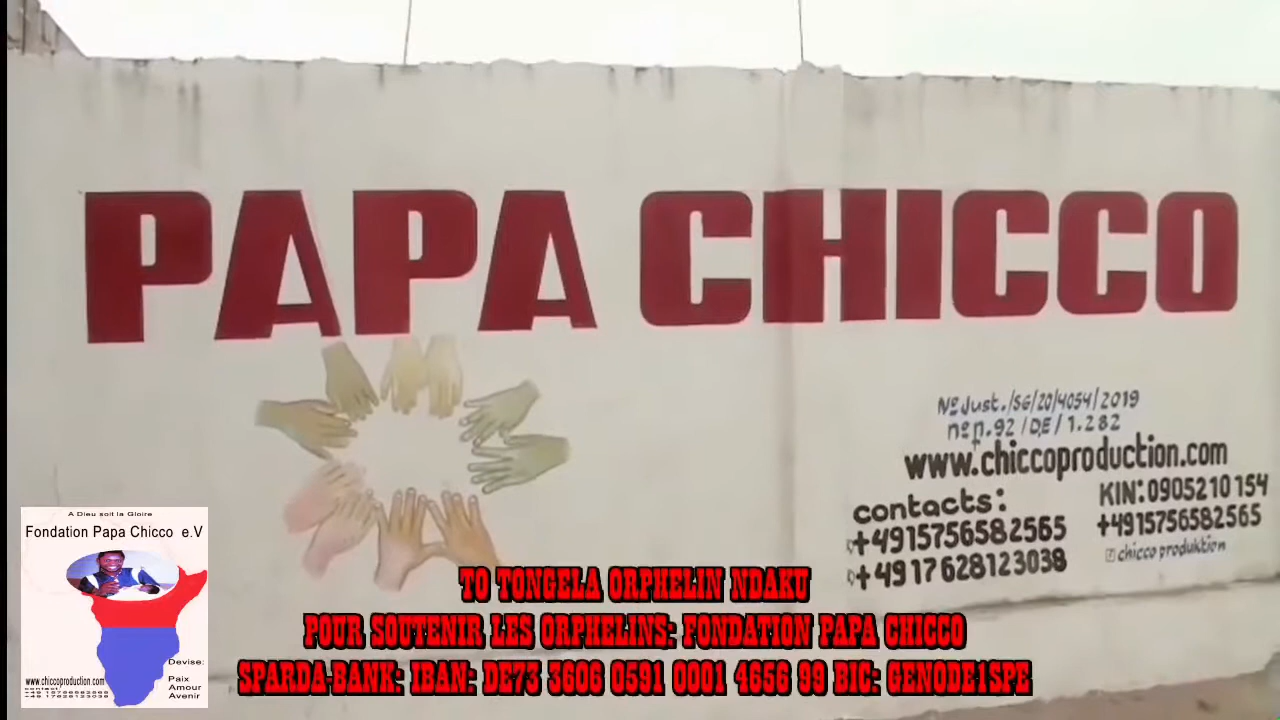 PAPA CHICCO
Nº Just./SG/20/4054/2019
nº n.92 /DE/1.282
www.chiccoproduction.com
contacts:
+4915756582565
+4917628123038
KIN: 0905210154
+4915756582565
chicco produktion
A Dieu soit la Gloire
Fondation Papa Chicco e.V
Devise:
Paix
Amour
Avenir
www.chiccoproduction.com
TO TONGELA ORPHELIN NDAKU
POUR SOUTENIR LES ORPHELINS: FONDATION PAPA CHICCO
SPARDA-BANK: IBAN: DE73 3606 0591 0001 4656 99 BIC: GENODE1SPE